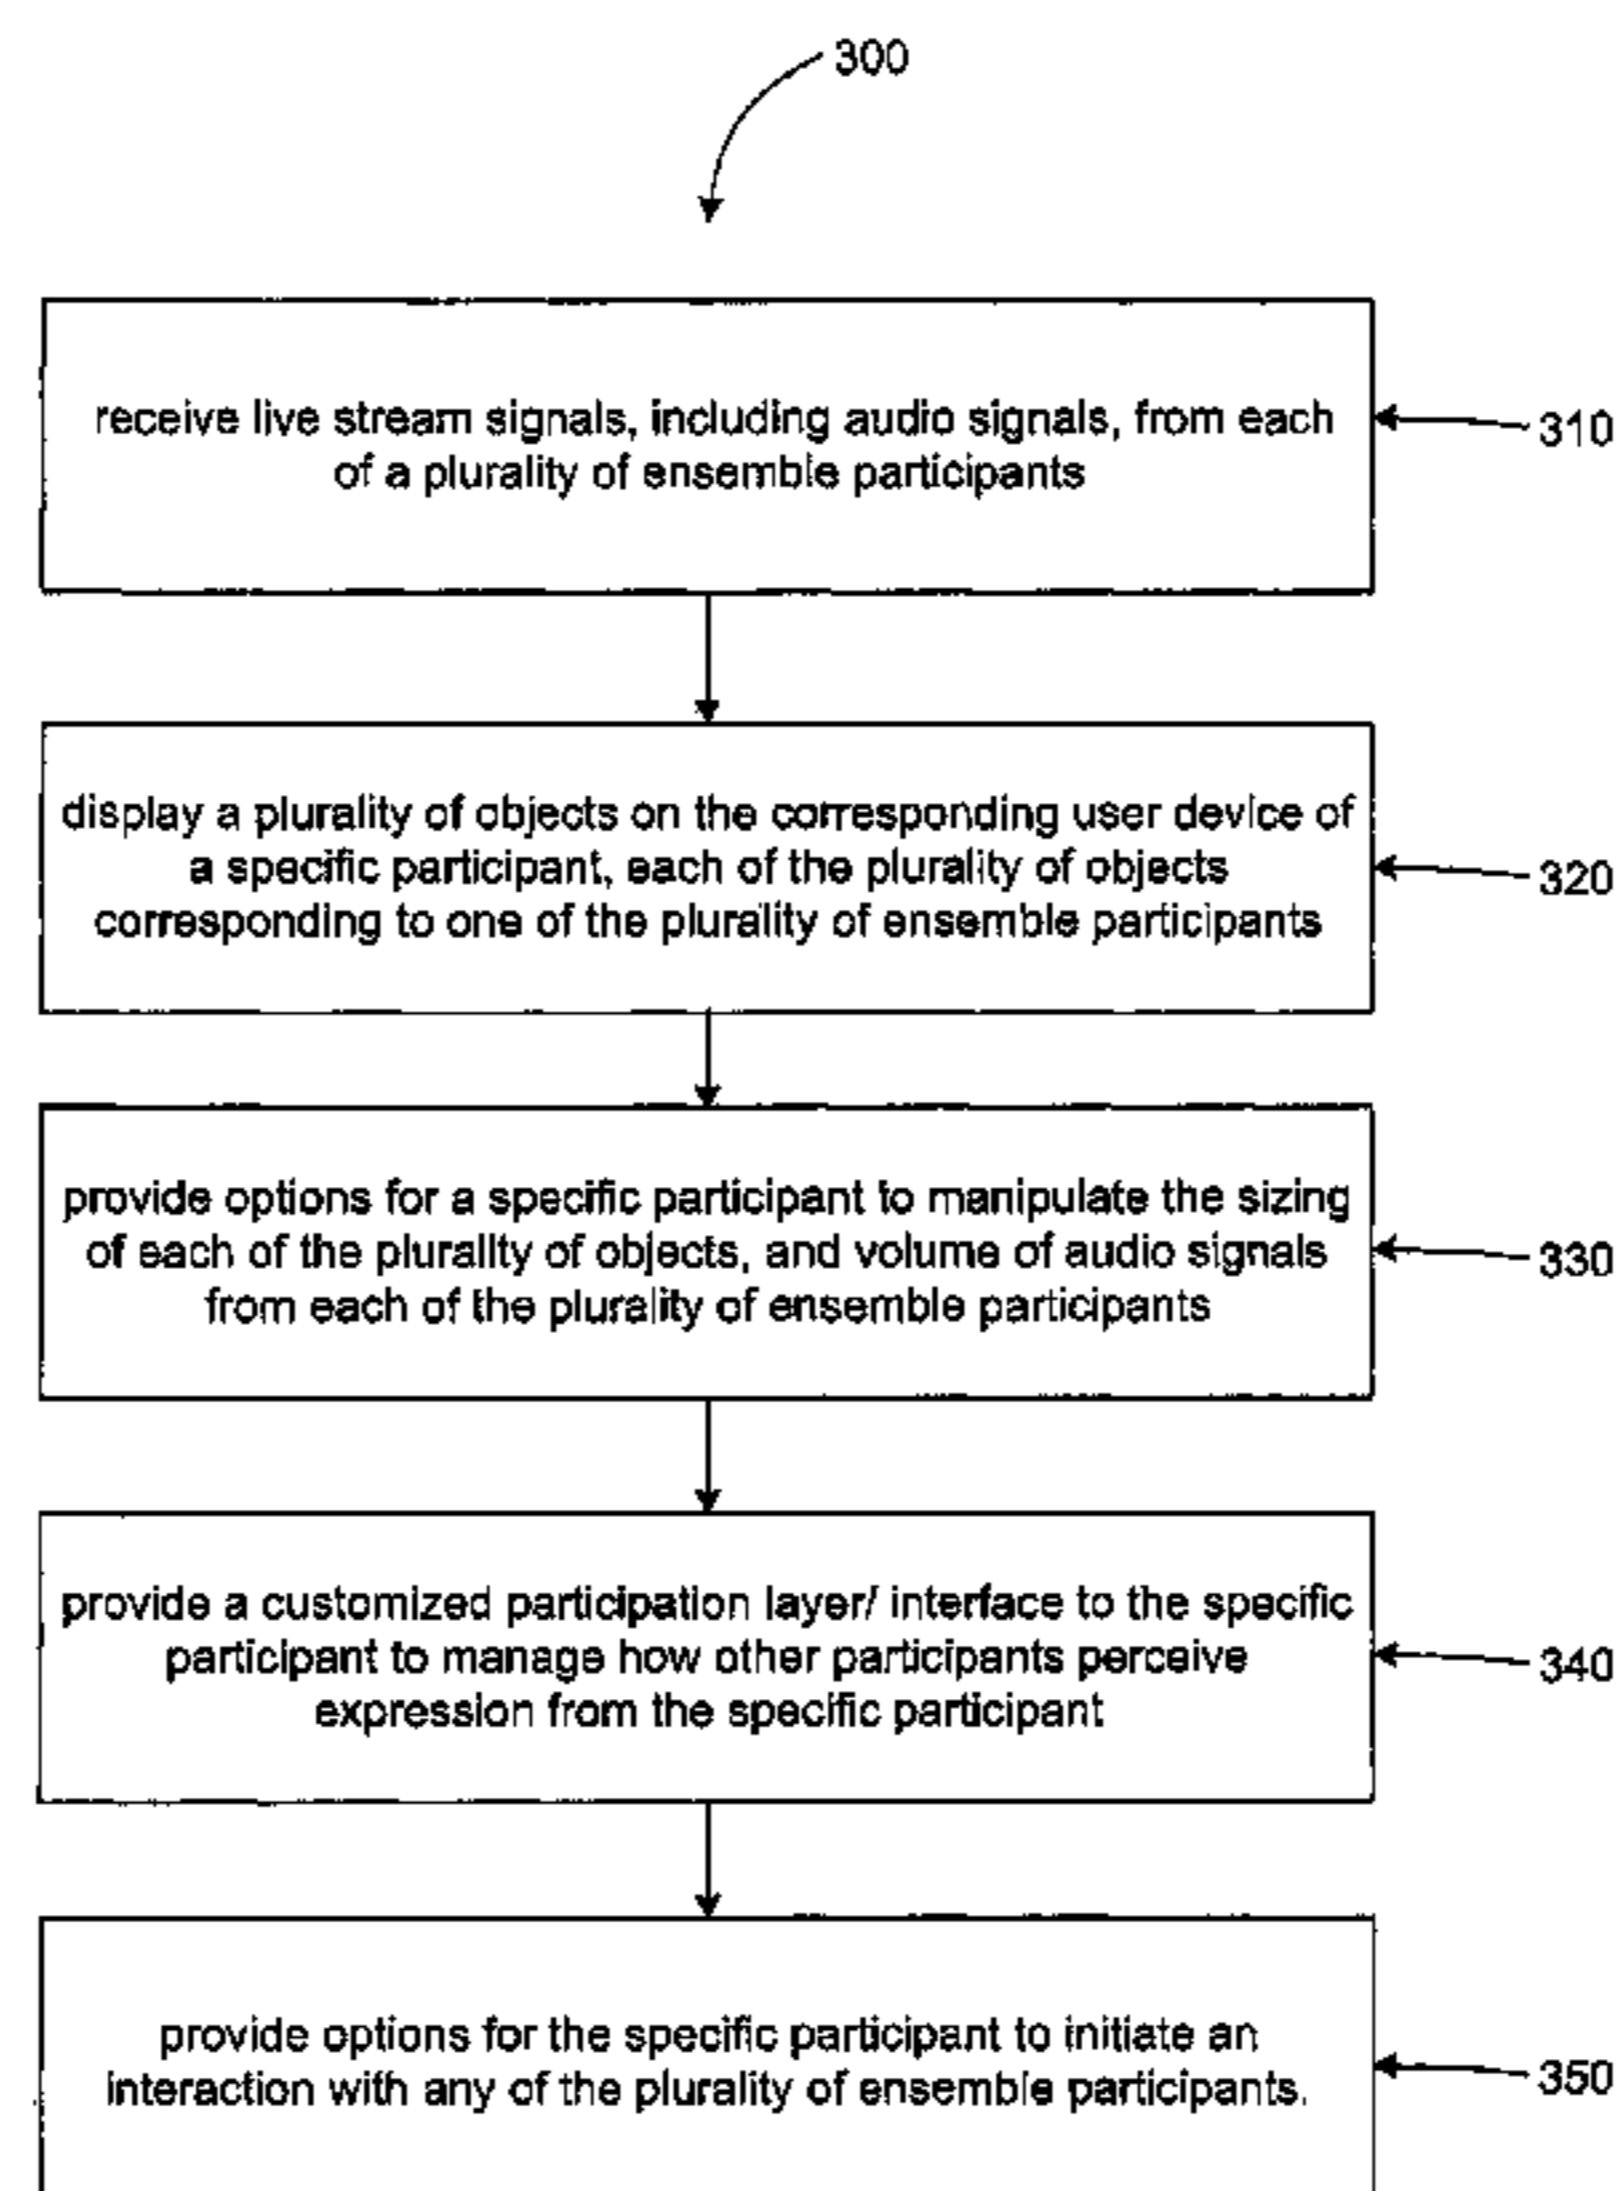 300
receive live stream signals, including audio signals, from each
of a plurality of ensemble participants
310
display a plurality of objects on the corresponding user device of
a specific participant, each of the plurality of objects
corresponding to one of the plurality of ensemble participants
320
provide options for a specific participant to manipulate the sizing
of each of the plurality of objects, and volume of audio signals
from each of the plurality of ensemble participants
330
provide a customized participation layer/ interface to the specific
participant to manage how other participants perceive
expression from the specific participant
340
provide options for the specific participant to initiate an
interaction with any of the plurality of ensemble participants.
350